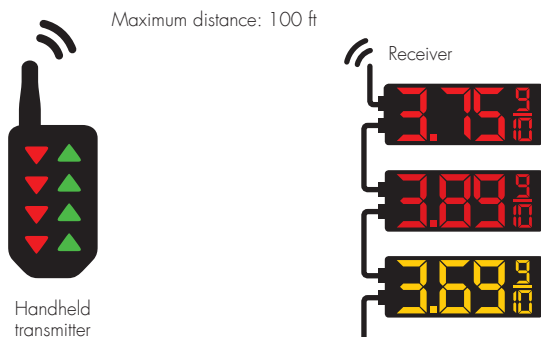 Maximum distance: 100 ft
Receiver
3.75 9/10
3.89 9/10
3.69 9/10
Handheld
transmitter